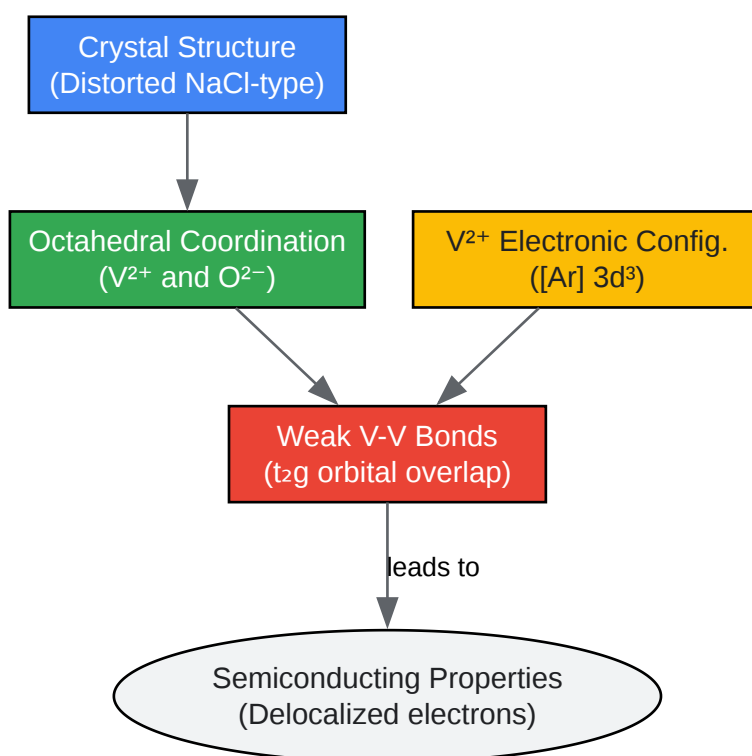 Crystal Structure
(Distorted NaCl-type)
Octahedral Coordination
(V²⁺ and O²⁻)
V²⁺ Electronic Config.
([Ar] 3d³)
Weak V-V Bonds
(t₂g orbital overlap)
leads to
Semiconducting Properties
(Delocalized electrons)